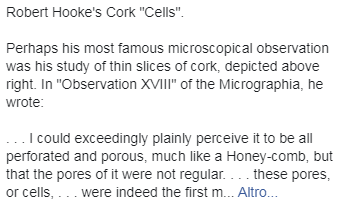 Robert Hooke's Cork "Cells".
Perhaps his most famous microscopical observation
was his study of thin slices of cork, depicted above
right. In "Observation XVIII" of the Micrographia, he
wrote:
. . . I could exceedingly plainly perceive it to be all
perforated and porous, much like a Honey-comb, but
that the pores of it were not regular. . . . these pores,
or cells, . . . were indeed the first m... Altro...